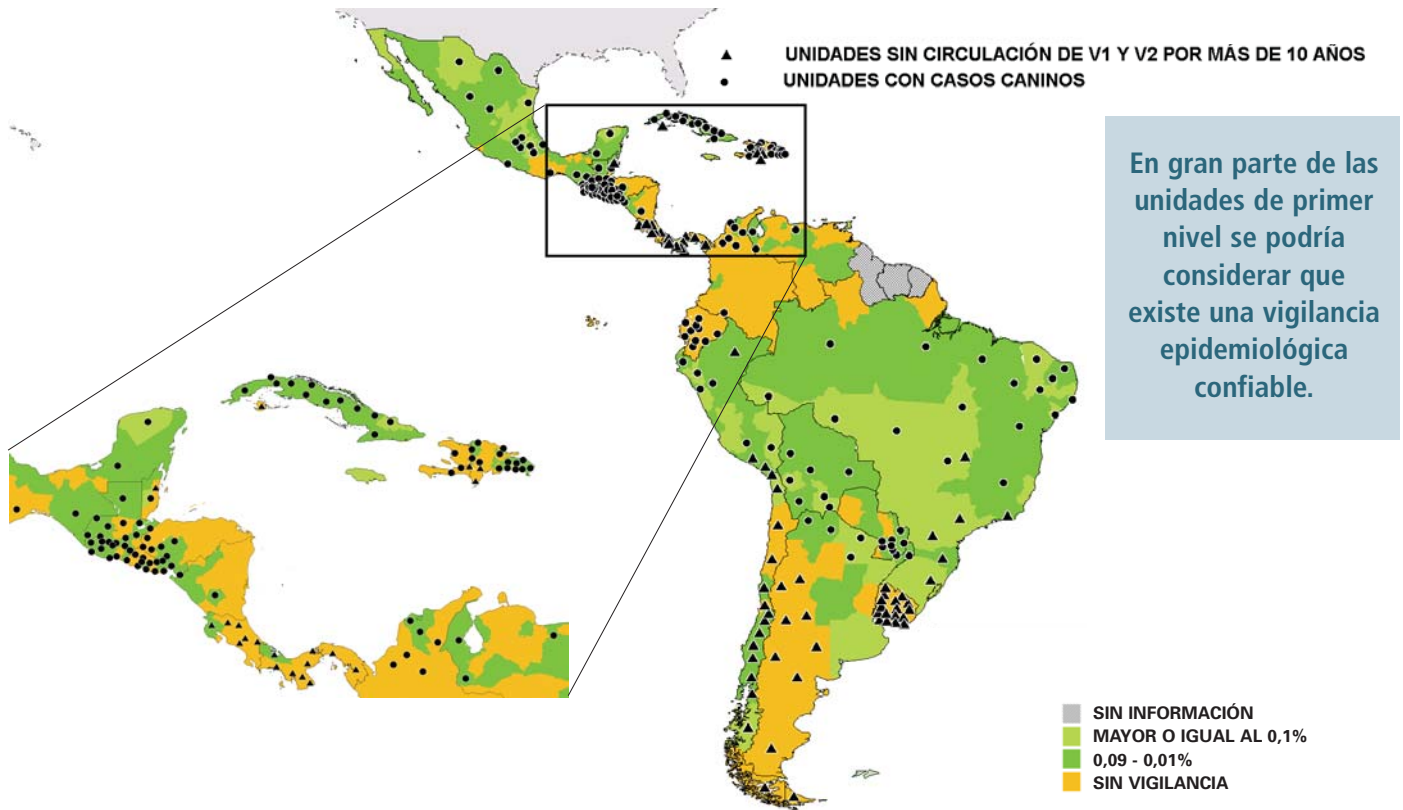 UNIDADES SIN CIRCULACIÓN DE V1 Y V2 POR MÁS DE 10 AÑOS
UNIDADES CON CASOS CANINOS
En gran parte de las
unidades de primer
nivel se podría
considerar que
existe una vigilancia
epidemiológica
confiable.
SIN INFORMACIÓN
MAYOR O IGUAL AL 0,1%
0,09 - 0,01%
SIN VIGILANCIA